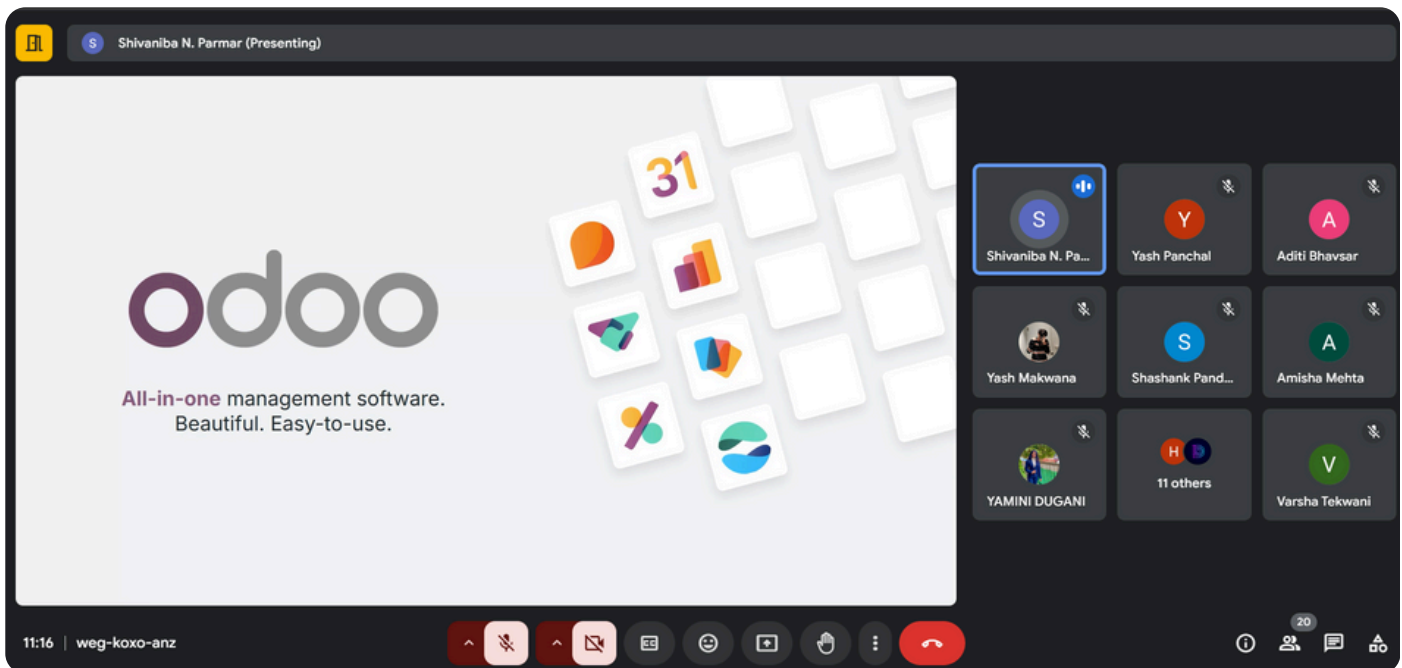 S Shivaniba N. Parmar (Presenting)
31
odoo
All-in-one management software.
Beautiful. Easy-to-use.
S
Shivaniba N. Pa...
Y
Yash Panchal
A
Aditi Bhavsar
Yash Makwana
S
Shashank Pand...
A
Amisha Mehta
YAMINI DUGANI
H D
11 others
V
Varsha Tekwani
11:16 | weg-koxo-anz
CC
20